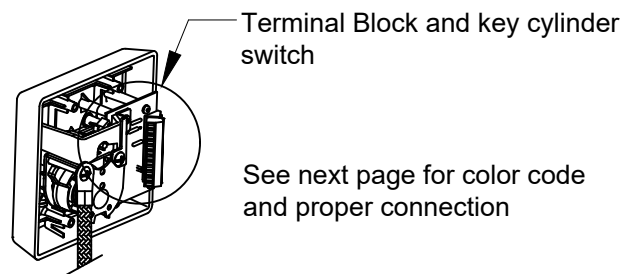 Terminal Block and key cylinder
switch
See next page for color code
and proper connection